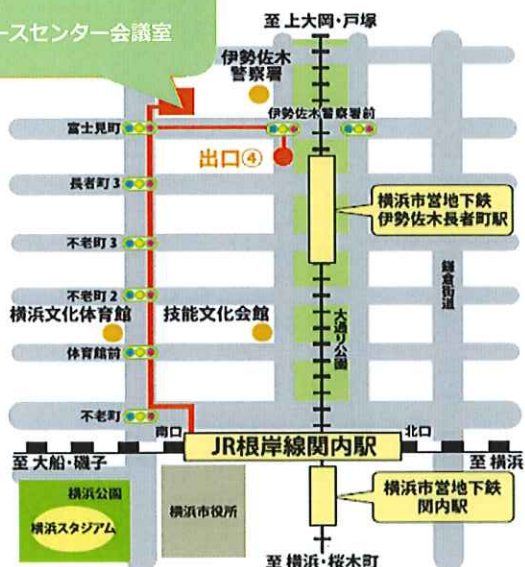 至 上大岡・戸塚
ースセンター会議室
伊勢佐木
警察署
富士見町
伊勢佐木警察署前
出口④
長者町 3
横浜市営地下鉄
伊勢佐木長者町駅
不老町 3
鎌倉街道
不老町 2
横浜文化体育館
技能文化会館
大通り公園
体育館前
不老町
南口
JR根岸線関内駅
北口
至 大船・磯子
至 横浜
横浜公園
横浜スタジアム
横浜市役所
横浜市営地下鉄
関内駅
至 横浜・桜木町